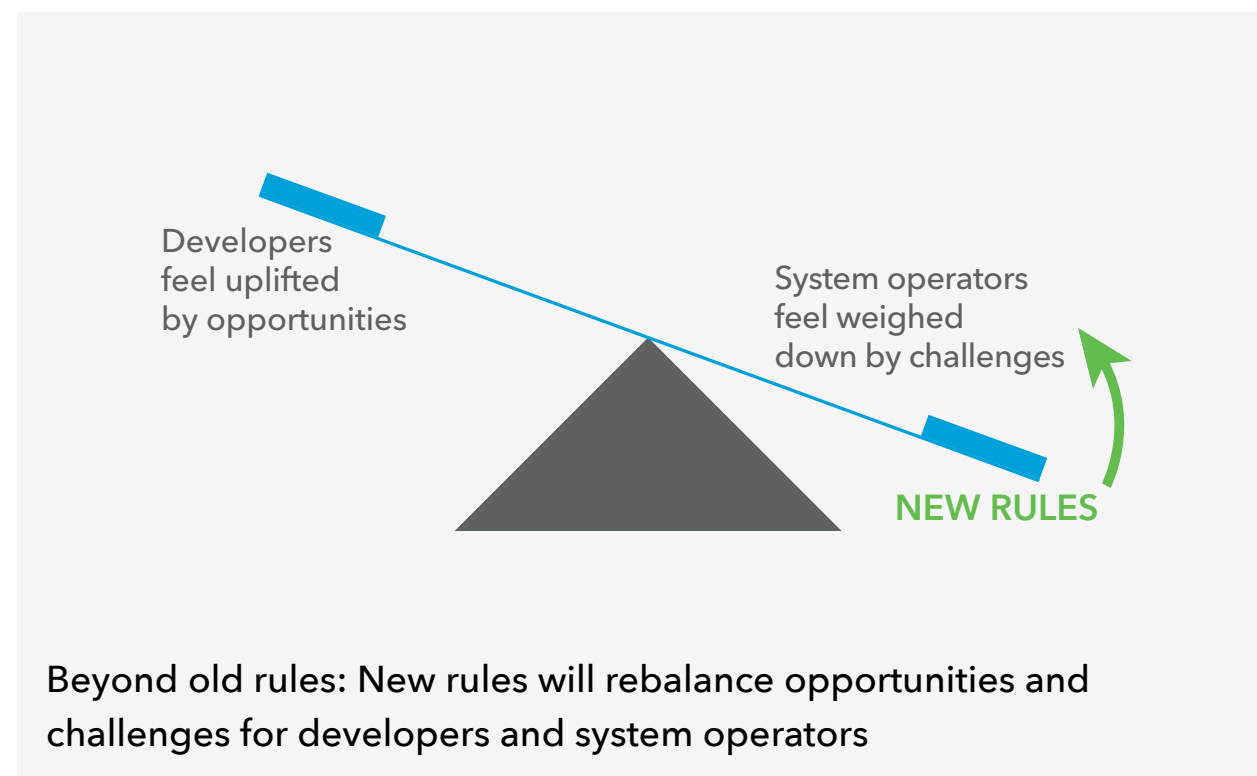 Developers
feel uplifted
by opportunities
System operators
feel weighed
down by challenges
NEW RULES
Beyond old rules: New rules will rebalance opportunities and
challenges for developers and system operators